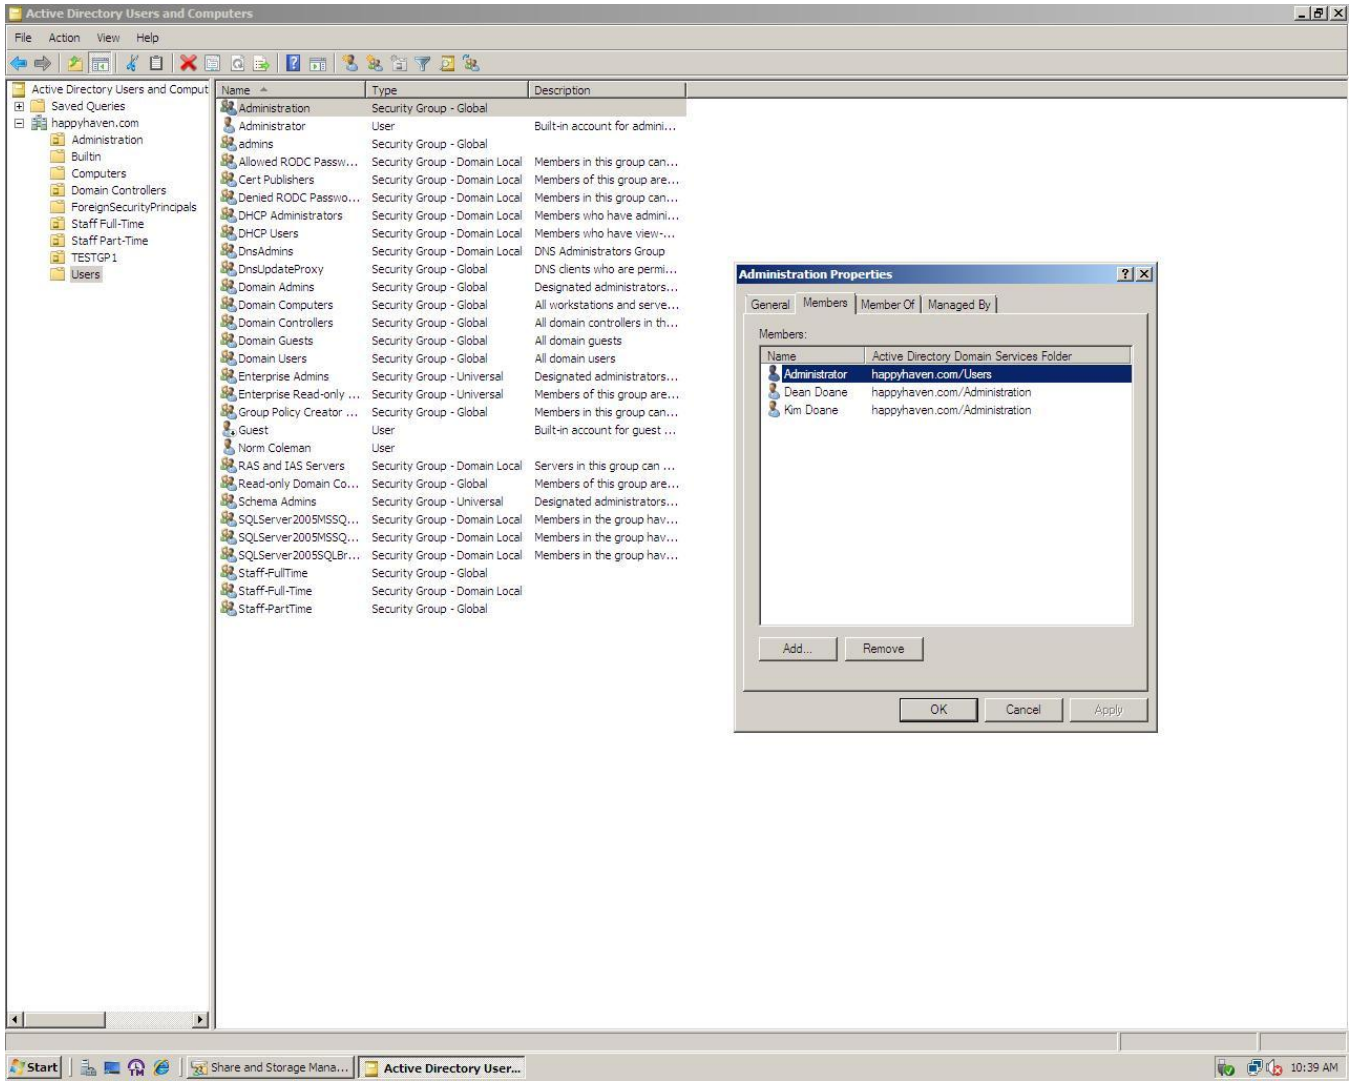 Active Directory Users and Computers
File Action View Help
Active Directory Users and Comput
Saved Queries
happyhaven.com
Administration
Builtin
Computers
Domain Controllers
ForeignSecurityPrincipals
Staff Full-Time
Staff Part-Time
TESTGP1
Users
Name Type Description
Administration Security Group - Global
Administrator User Built-in account for admini...
admins Security Group - Global
Allowed RODC Passw... Security Group - Domain Local Members in this group can...
Cert Publishers Security Group - Domain Local Members of this group are...
Denied RODC Passwo... Security Group - Domain Local Members in this group can...
DHCP Administrators Security Group - Domain Local Members who have admini...
DHCP Users Security Group - Domain Local Members who have view-...
DnsAdmins Security Group - Domain Local DNS Administrators Group
DnsUpdateProxy Security Group - Global DNS clients who are permi...
Domain Admins Security Group - Global Designated administrators...
Domain Computers Security Group - Global All workstations and serve...
Domain Controllers Security Group - Global All domain controllers in th...
Domain Guests Security Group - Global All domain guests
Domain Users Security Group - Global All domain users
Enterprise Admins Security Group - Universal Designated administrators...
Enterprise Read-only ... Security Group - Universal Members of this group are...
Group Policy Creator ... Security Group - Global Members in this group can...
Guest User Built-in account for guest ...
Norm Coleman User
RAS and IAS Servers Security Group - Domain Local Servers in this group can ...
Read-only Domain Co... Security Group - Global Members of this group are...
Schema Admins Security Group - Universal Designated administrators...
SQLServer2005MSSQ... Security Group - Domain Local Members in the group hav...
SQLServer2005MSSQ... Security Group - Domain Local Members in the group hav...
SQLServer2005SQLBr... Security Group - Domain Local Members in the group hav...
Staff-FullTime Security Group - Global
Staff-Full-Time Security Group - Domain Local
Staff-PartTime Security Group - Global
Administration Properties
General Members Member Of Managed By
Members:
Name Active Directory Domain Services Folder
Administrator happyhaven.com/Users
Dean Doane happyhaven.com/Administration
Kim Doane happyhaven.com/Administration
Add... Remove
OK Cancel Apply
Start Share and Storage Mana... Active Directory User... 10:39 AM